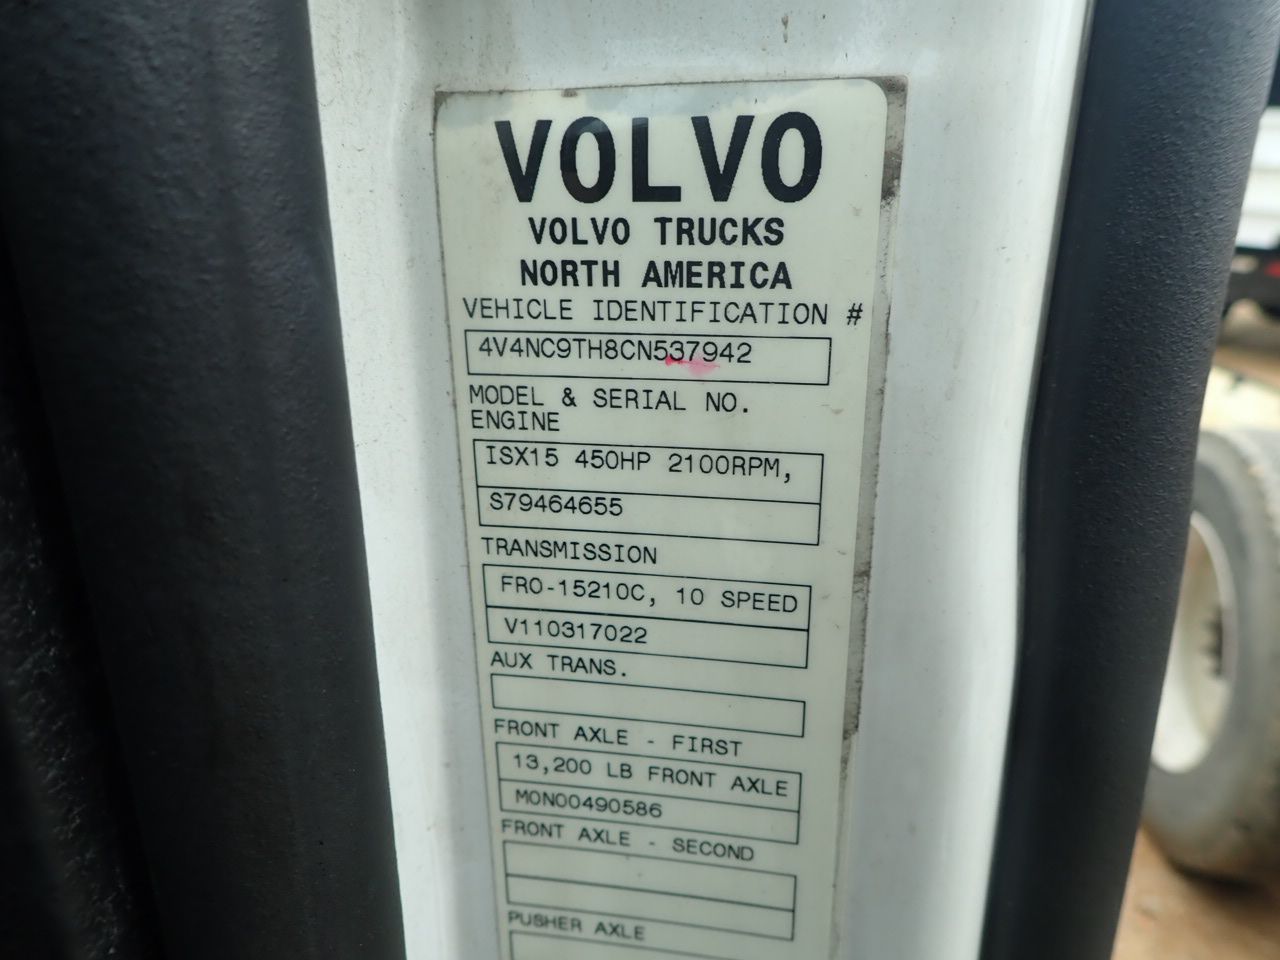 VOLVO
VOLVO TRUCKS
NORTH AMERICA
VEHICLE IDENTIFICATION #
4V4NC9TH8CN537942
MODEL & SERIAL NO.
ENGINE
ISX15 450HP 2100RPM,
S79464655
TRANSMISSION
FRO-15210C, 10 SPEED
V110317022
AUX TRANS.
FRONT AXLE - FIRST
13,200 LB FRONT AXLE
MON00490586
FRONT AXLE - SECOND
PUSHER AXLE